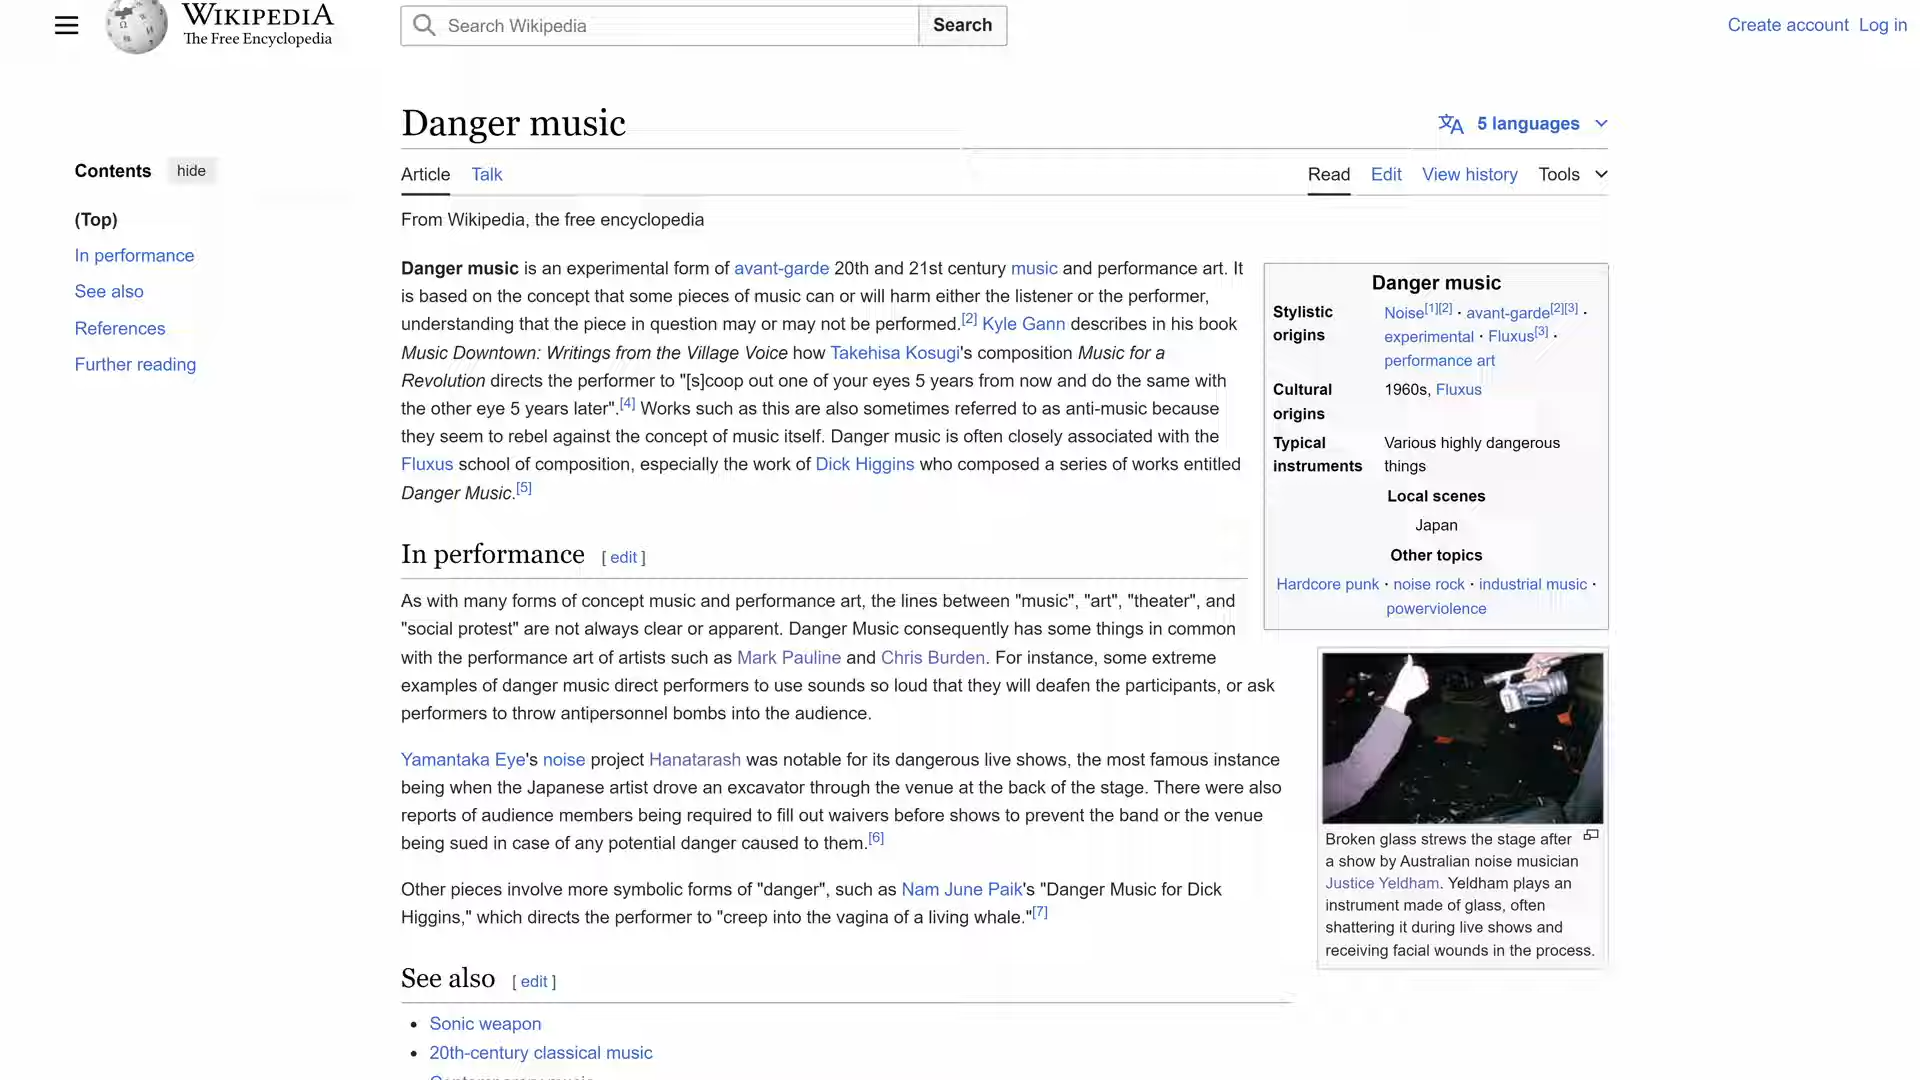 WIKIPEDIA
The Free Encyclopedia
Search Wikipedia
Search
Create account Log in
Danger music
5 languages
Contents hide
(Top)
In performance
See also
References
Further reading
Article Talk
Read Edit View history Tools
From Wikipedia, the free encyclopedia
Danger music is an experimental form of avant-garde 20th and 21st century music and performance art. It
is based on the concept that some pieces of music can or will harm either the listener or the performer,
understanding that the piece in question may or may not be performed.[2] Kyle Gann describes in his book
Music Downtown: Writings from the Village Voice how Takehisa Kosugi's composition Music for a
Revolution directs the performer to "[s]coop out one of your eyes 5 years from now and do the same with
the other eye 5 years later".[4] Works such as this are also sometimes referred to as anti-music because
they seem to rebel against the concept of music itself. Danger music is often closely associated with the
Fluxus school of composition, especially the work of Dick Higgins who composed a series of works entitled
Danger Music.[5]
Danger music
Stylistic origins
Noise[1][2] · avant-garde[2][3] ·
experimental · Fluxus[3] ·
performance art
Cultural origins
1960s, Fluxus
Typical instruments
Various highly dangerous
things
Local scenes
Japan
Other topics
Hardcore punk · noise rock · industrial music ·
powerviolence
In performance [ edit ]
As with many forms of concept music and performance art, the lines between "music", "art", "theater", and
"social protest" are not always clear or apparent. Danger Music consequently has some things in common
with the performance art of artists such as Mark Pauline and Chris Burden. For instance, some extreme
examples of danger music direct performers to use sounds so loud that they will deafen the participants, or ask
performers to throw antipersonnel bombs into the audience.
Yamantaka Eye's noise project Hanatarash was notable for its dangerous live shows, the most famous instance
being when the Japanese artist drove an excavator through the venue at the back of the stage. There were also
reports of audience members being required to fill out waivers before shows to prevent the band or the venue
being sued in case of any potential danger caused to them.[6]
Other pieces involve more symbolic forms of "danger", such as Nam June Paik's "Danger Music for Dick
Higgins," which directs the performer to "creep into the vagina of a living whale."[7]
Broken glass strews the stage after
a show by Australian noise musician
Justice Yeldham. Yeldham plays an
instrument made of glass, often
shattering it during live shows and
receiving facial wounds in the process.
See also [ edit ]
Sonic weapon
20th-century classical music